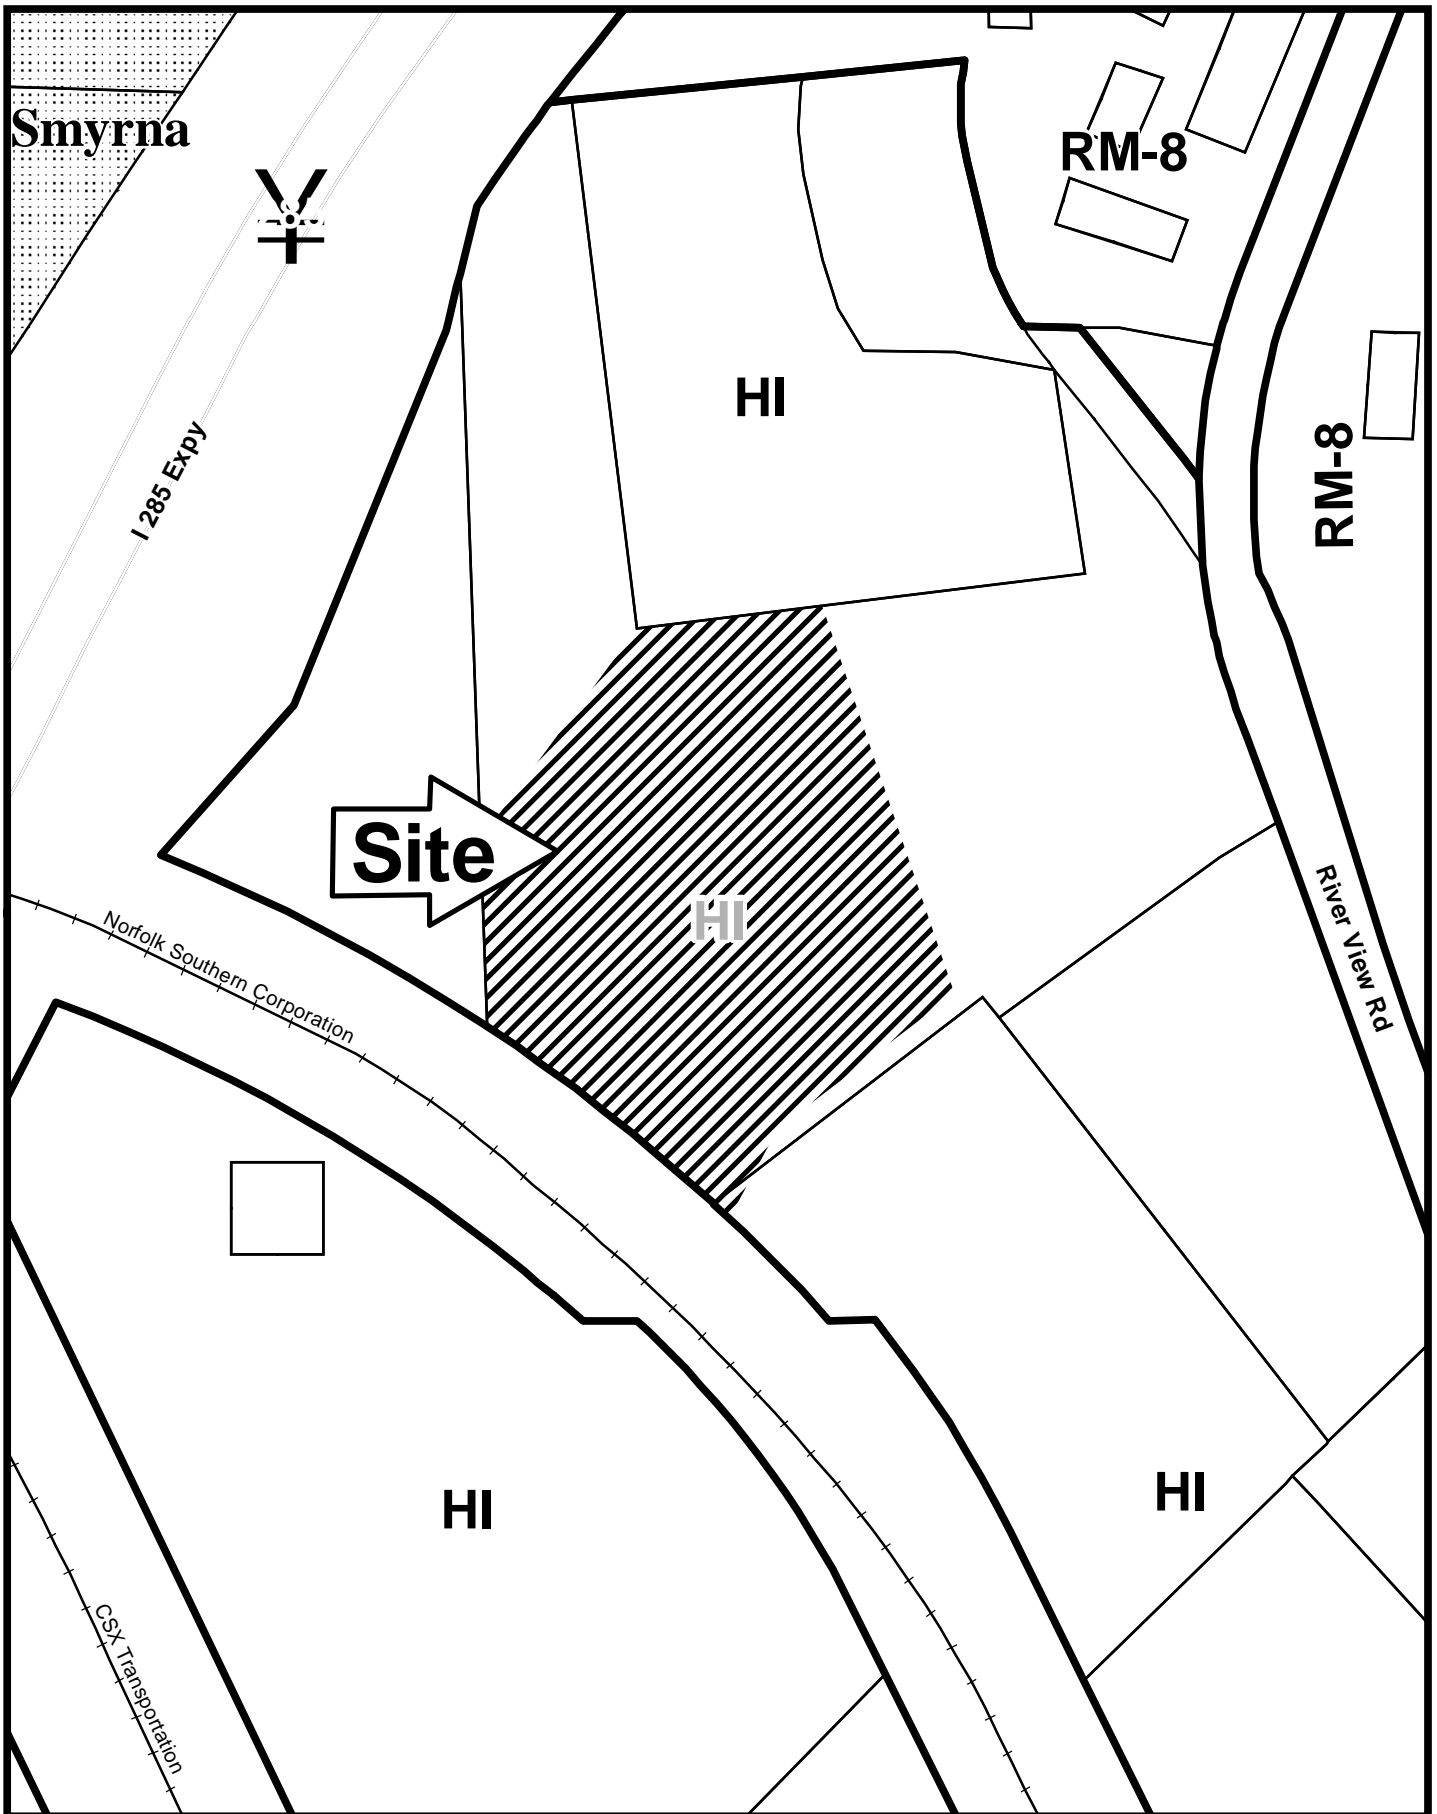 Smyrna
RM-8
HI
I 285 Expy
RM-8
Site
HI
River View Rd
Norfolk Southern Corporation
HI
HI
CSX Transportation